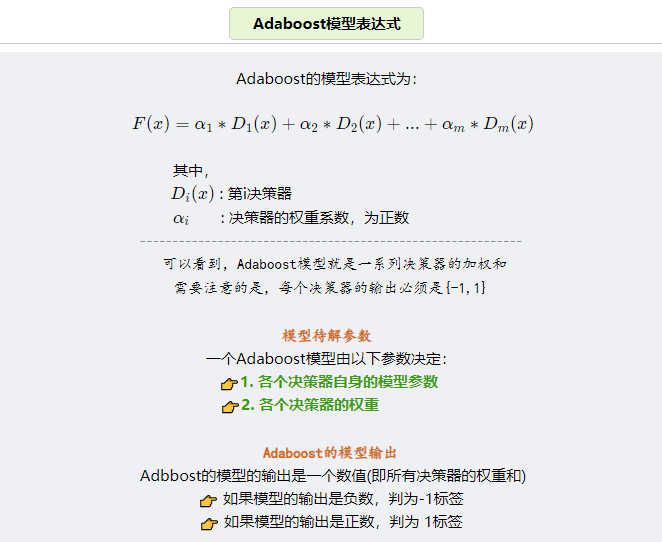 Adaboost模型表达式
Adaboost的模型表达式为：
F(x) = α₁ * D₁(x) + α₂ * D₂(x) + ... + αₘ * Dₘ(x)
其中，
Dᵢ(x) : 第i决策器
αᵢ : 决策器的权重系数，为正数
可以看到，Adaboost模型就是一系列决策器的加权和
需要注意的是，每个决策器的输出必须是{-1,1}
模型待解参数
一个Adaboost模型由以下参数决定：
👉1. 各个决策器自身的模型参数
👉2. 各个决策器的权重
Adaboost的模型输出
Adbbost的模型的输出是一个数值(即所有决策器的权重和)
👉 如果模型的输出是负数，判为-1标签
👉 如果模型的输出是正数，判为 1标签